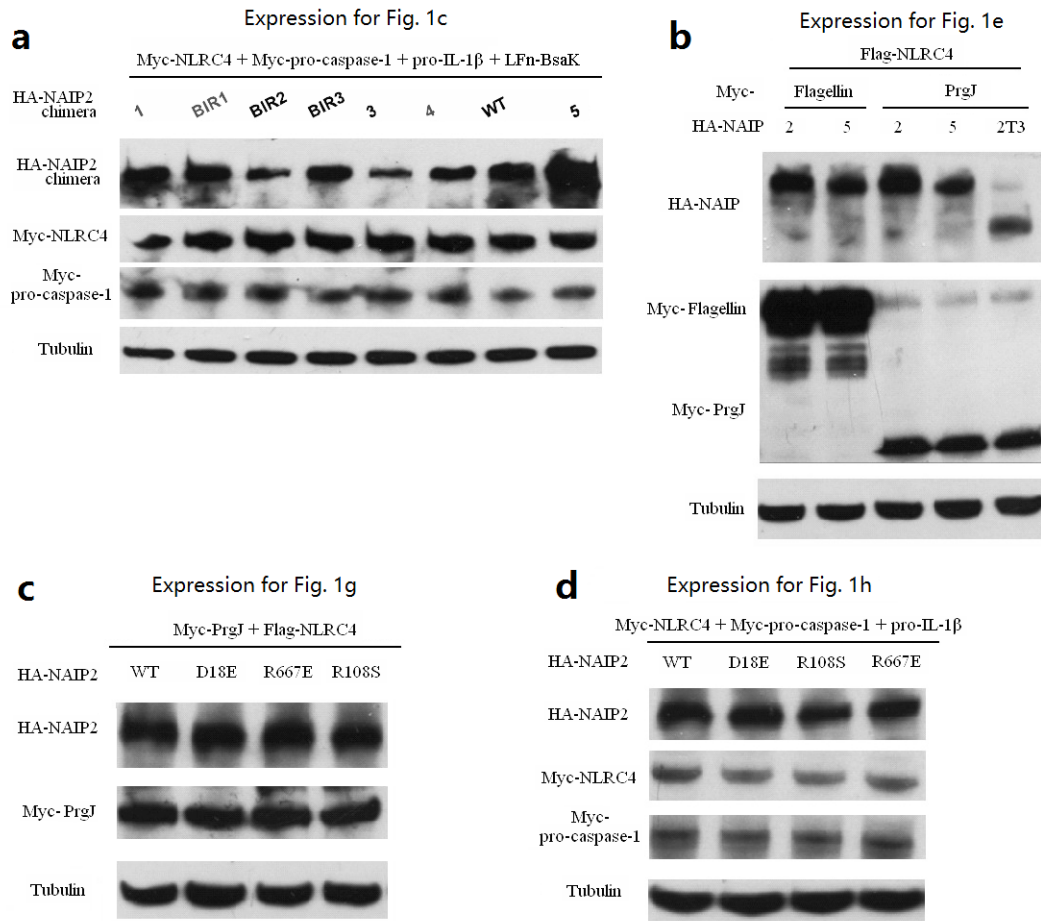 a
Expression for Fig. 1c
Myc-NLRC4 + Myc-pro-caspase-1 + pro-IL-1β + LFn-BsaK
HA-NAIP2
chimera
1 BIR1 BIR2 BIR3 3 4 WT 5
HA-NAIP2
chimera
Myc-NLRC4
Myc-
pro-caspase-1
Tubulin
b
Expression for Fig. 1e
Flag-NLRC4
Myc- Flagellin PrgJ
HA-NAIP 2 5 2 5 2T3
HA-NAIP
Myc- Flagellin
Myc- PrgJ
Tubulin
c
Expression for Fig. 1g
Myc-PrgJ + Flag-NLRC4
HA-NAIP2 WT D18E R667E R108S
HA-NAIP2
Myc- PrgJ
Tubulin
d
Expression for Fig. 1h
Myc-NLRC4 + Myc-pro-caspase-1 + pro-IL-1β
HA-NAIP2 WT D18E R108S R667E
HA-NAIP2
Myc-NLRC4
Myc-
pro-caspase-1
Tubulin